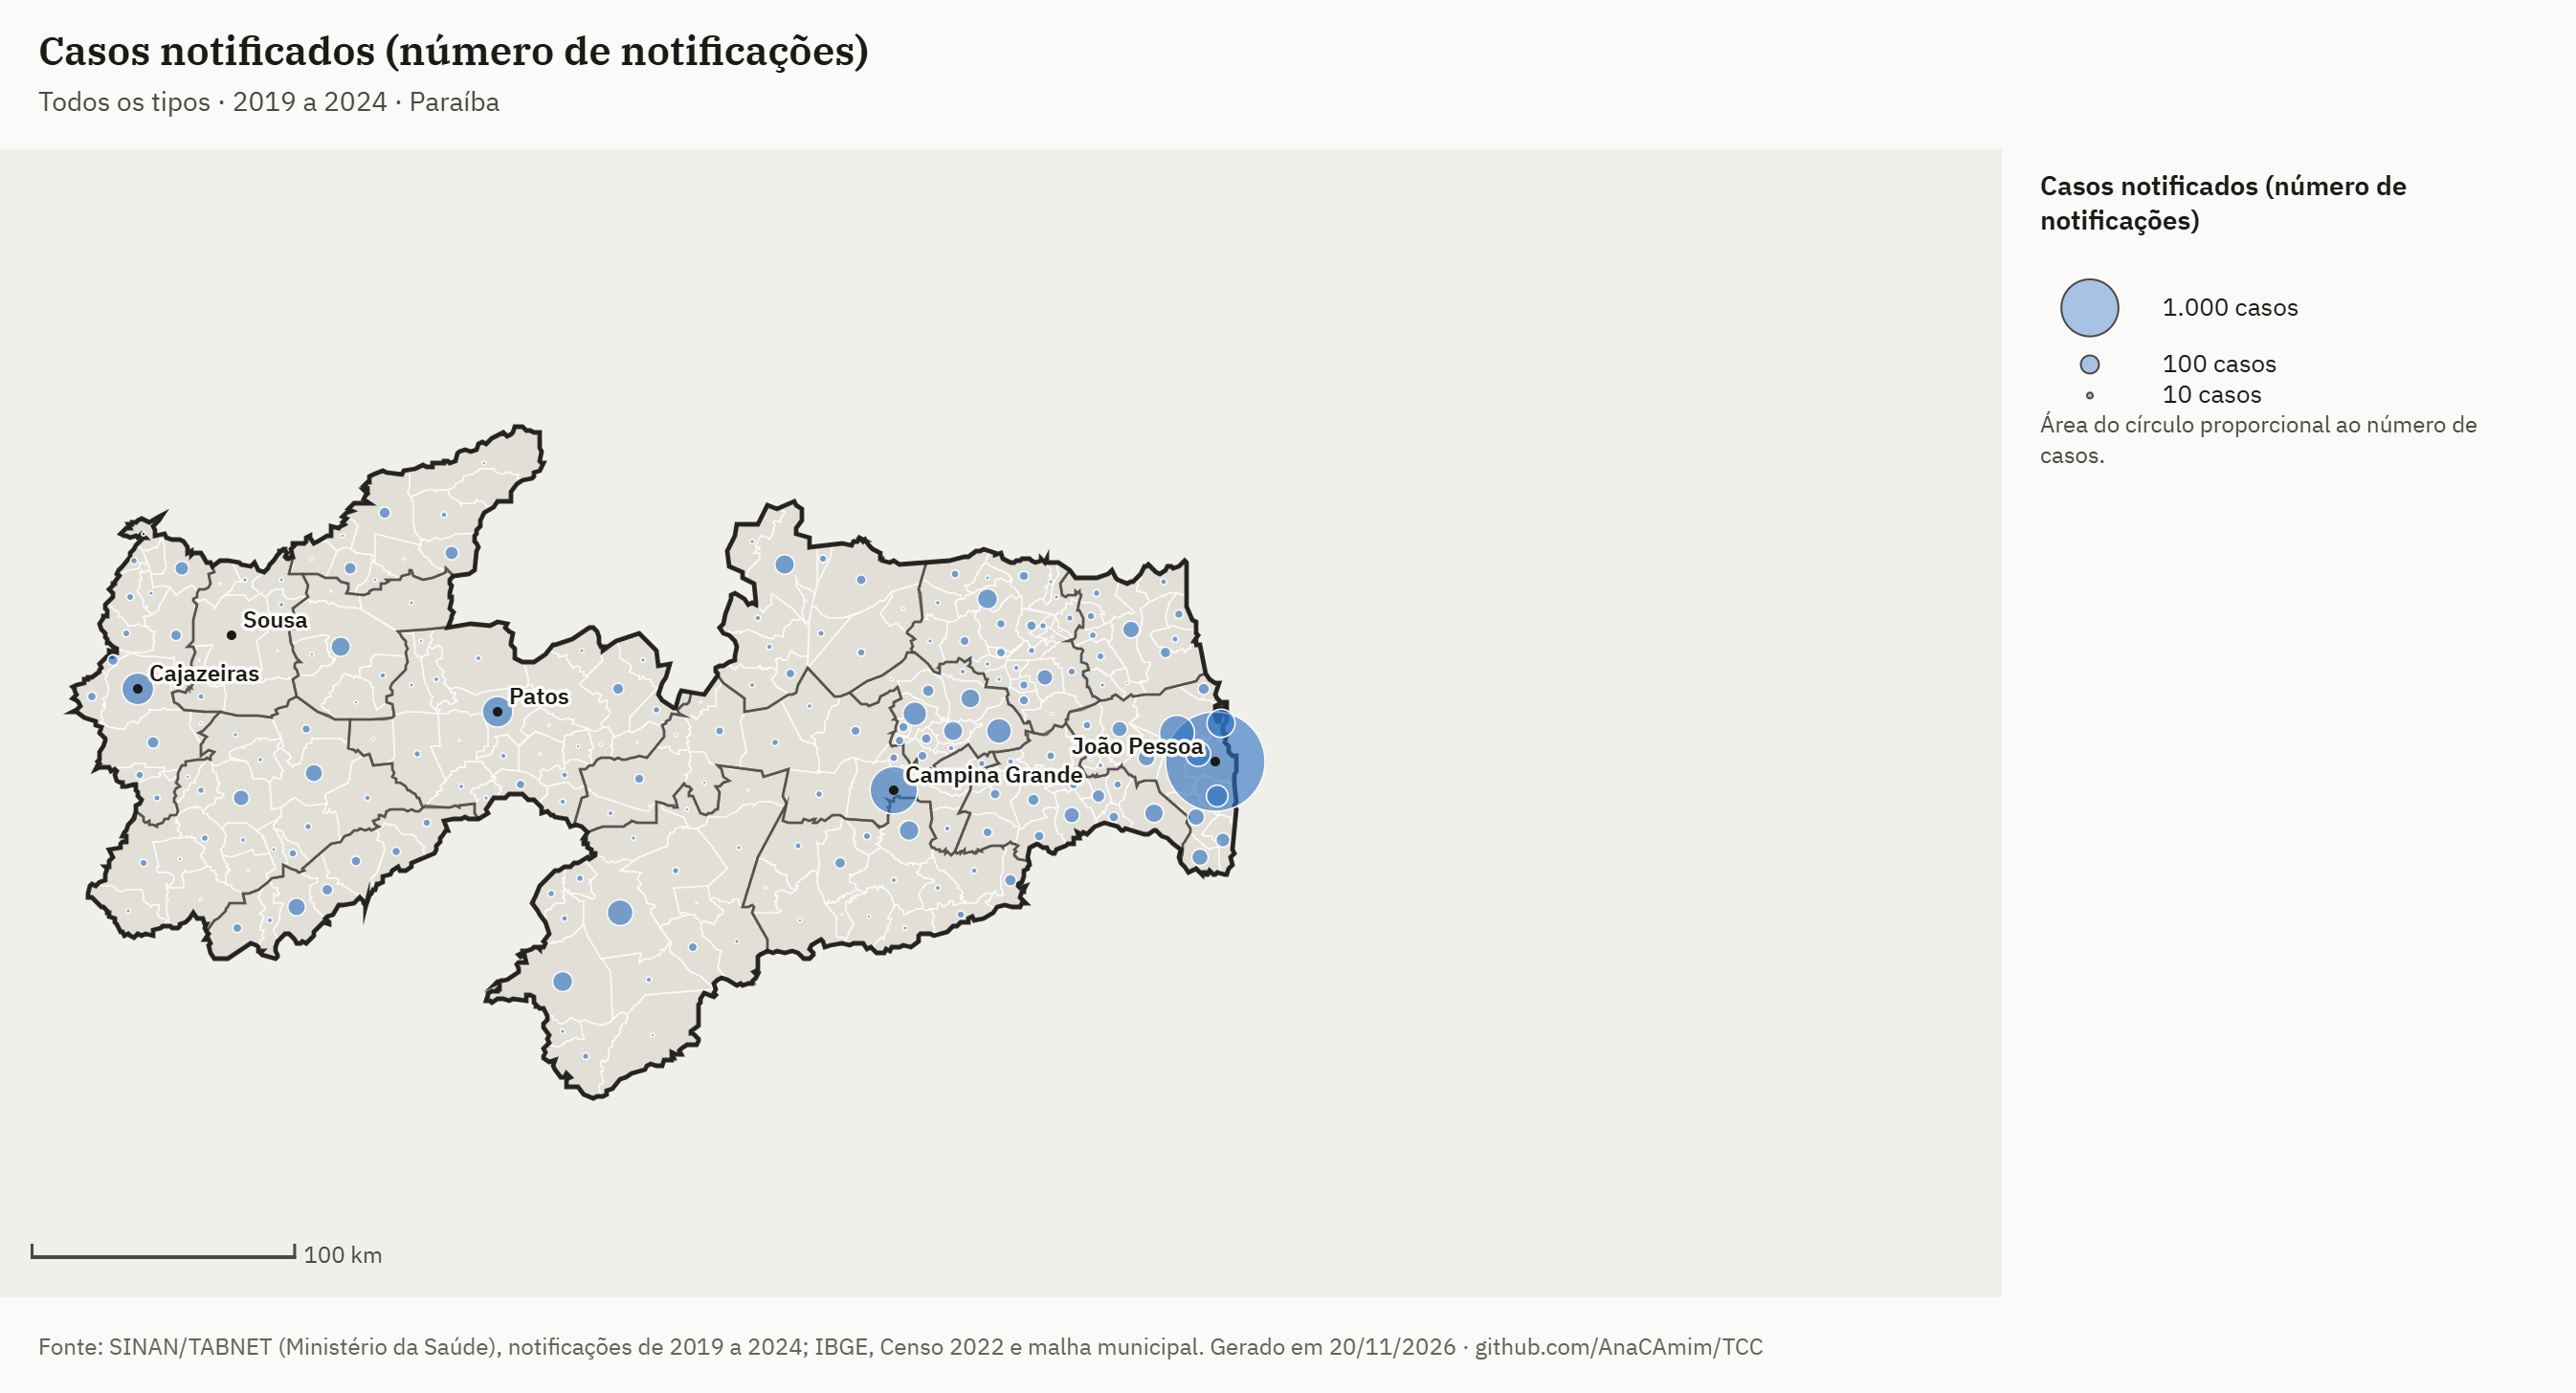 Casos notificados (número de notificações)
Todos os tipos · 2019 a 2024 · Paraíba
Casos notificados (número de
notificações)
1.000 casos
100 casos
10 casos
Área do círculo proporcional ao número de
casos.
Sousa
Cajazeiras
Patos
João Pessoa
Campina Grande
100 km
Fonte: SINAN/TABNET (Ministério da Saúde), notificações de 2019 a 2024; IBGE, Censo 2022 e malha municipal. Gerado em 20/11/2026 · github.com/AnaCAmim/TCC